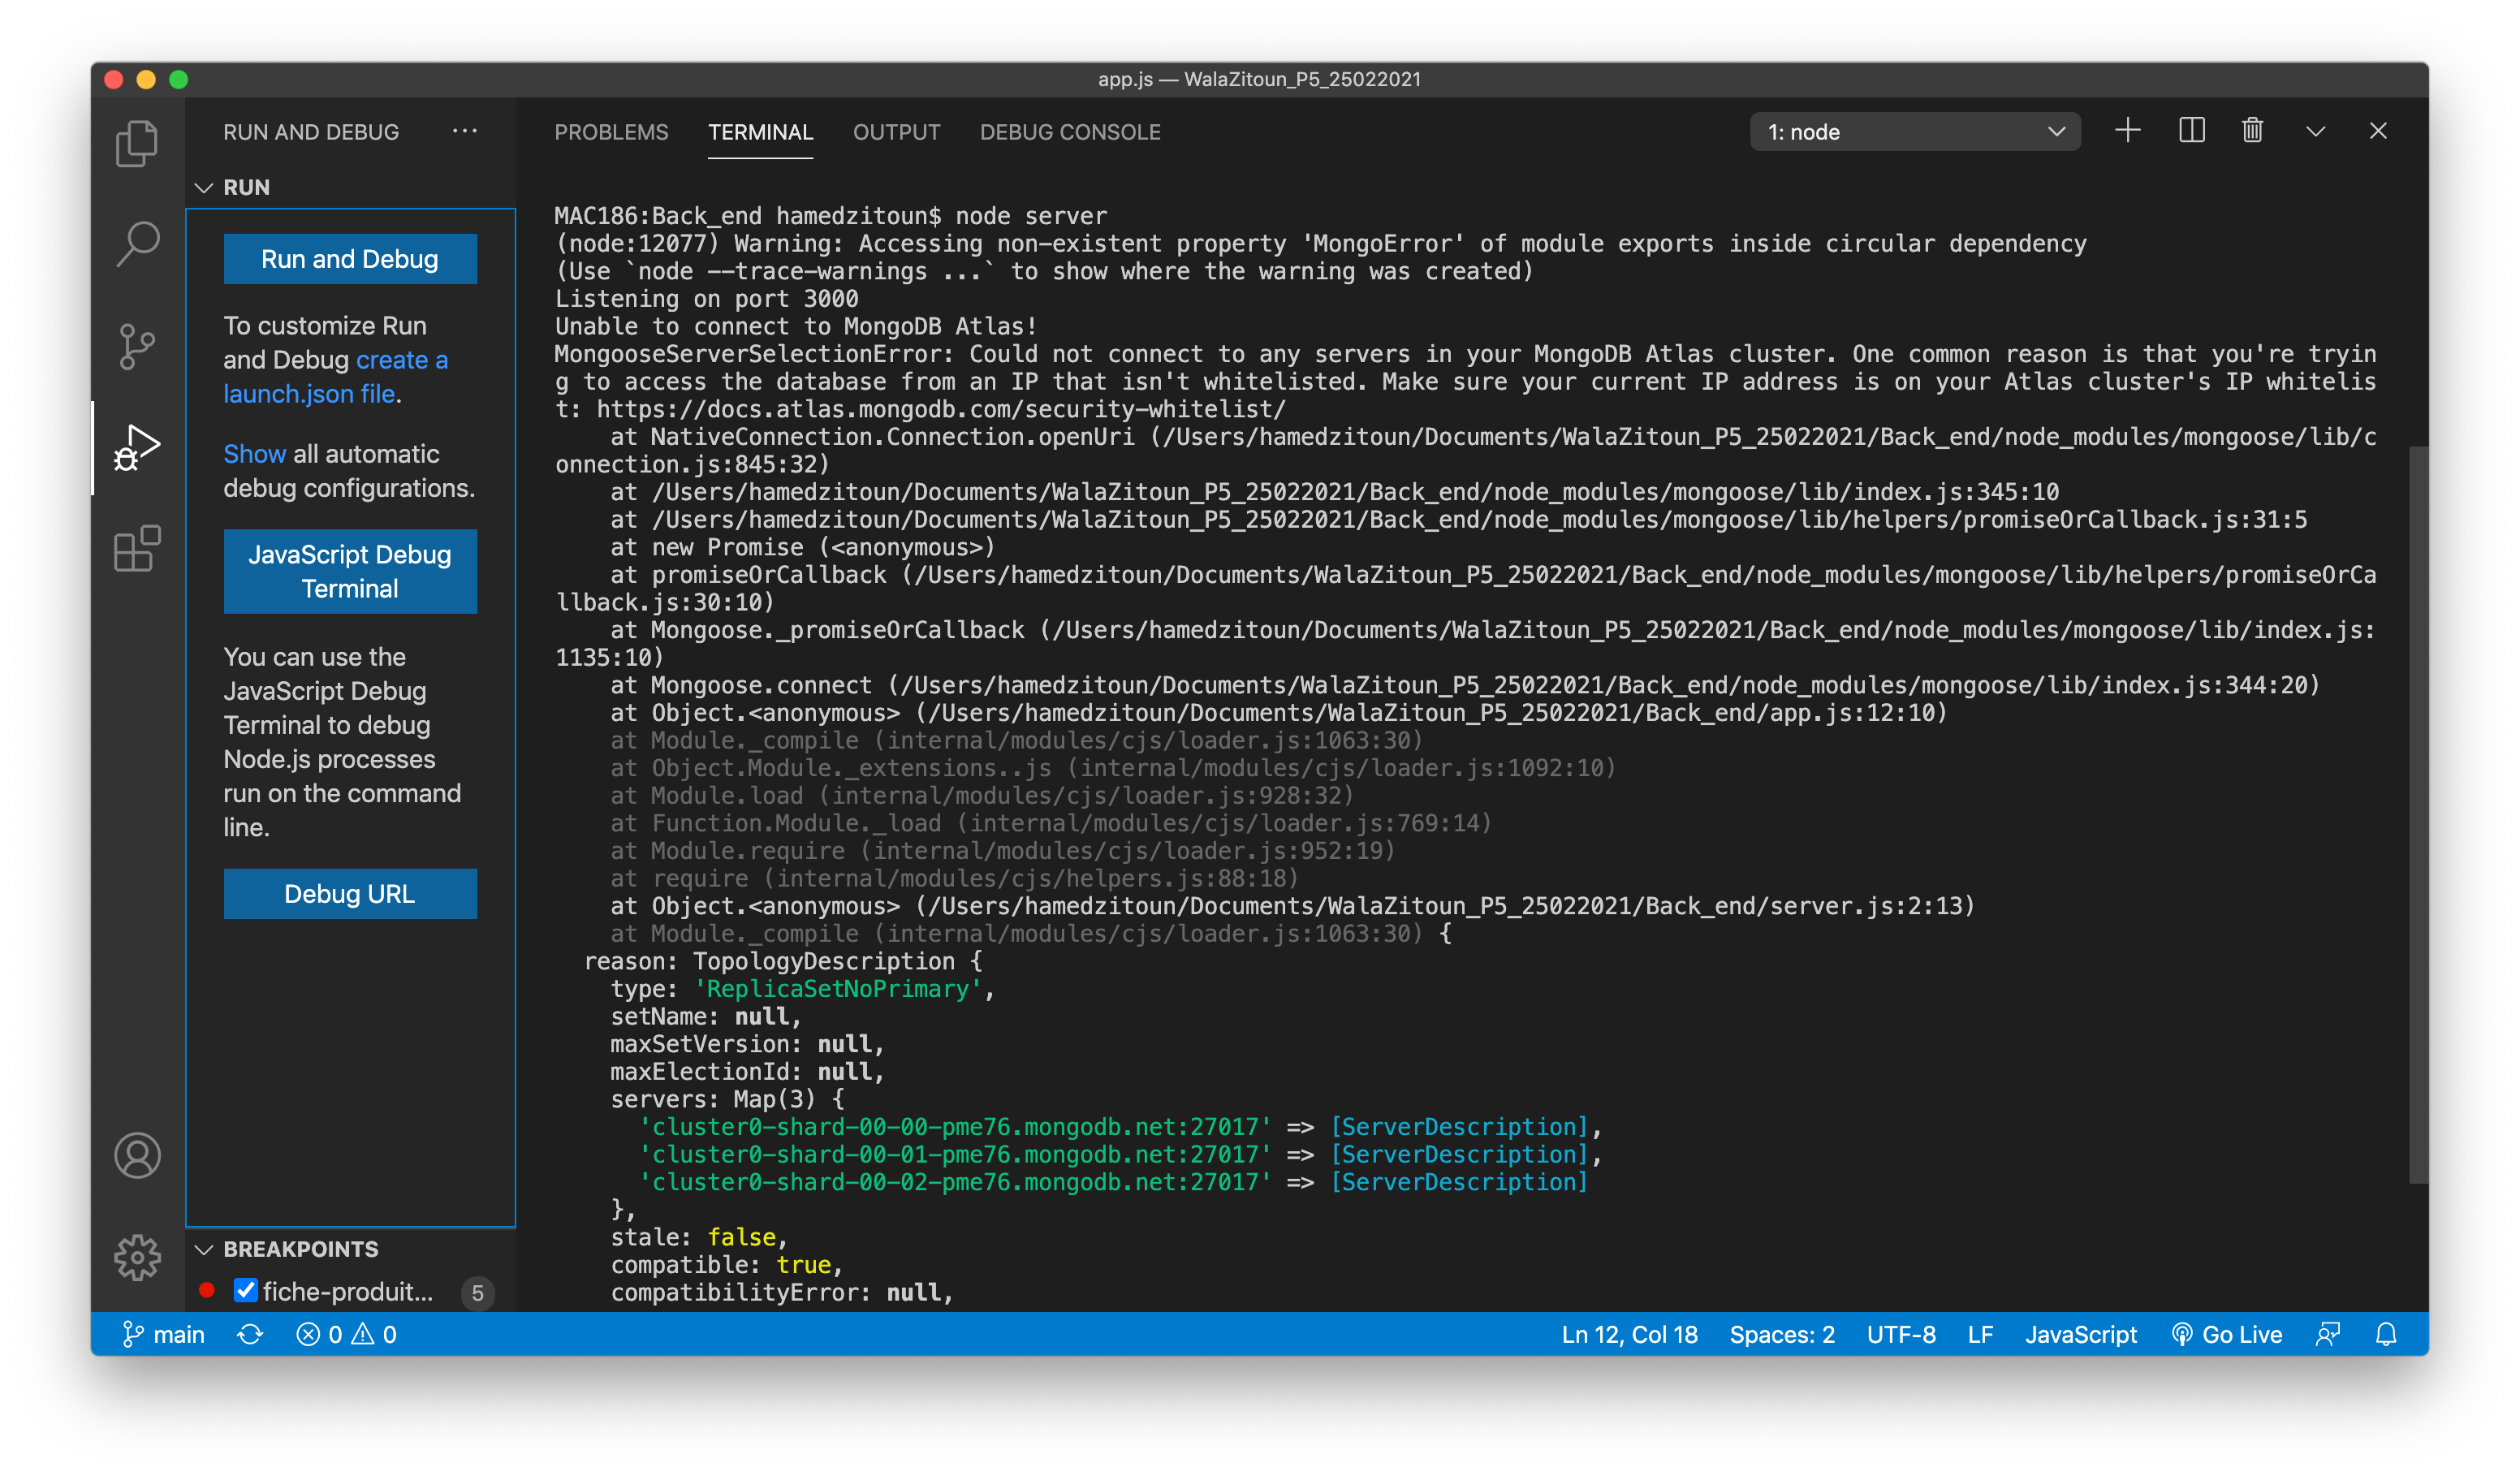 app.js — WalaZitoun_P5_25022021
RUN AND DEBUG
PROBLEMS TERMINAL OUTPUT DEBUG CONSOLE
1: node
RUN
Run and Debug
To customize Run
and Debug create a
launch.json file.
Show all automatic
debug configurations.
JavaScript Debug
Terminal
You can use the
JavaScript Debug
Terminal to debug
Node.js processes
run on the command
line.
Debug URL
BREAKPOINTS
fiche-produit... 5
MAC186:Back_end hamedzitoun$ node server
(node:12077) Warning: Accessing non-existent property 'MongoError' of module exports inside circular dependency
(Use `node --trace-warnings ...` to show where the warning was created)
Listening on port 3000
Unable to connect to MongoDB Atlas!
MongooseServerSelectionError: Could not connect to any servers in your MongoDB Atlas cluster. One common reason is that you're tryin
g to access the database from an IP that isn't whitelisted. Make sure your current IP address is on your Atlas cluster's IP whitelis
t: https://docs.atlas.mongodb.com/security-whitelist/
at NativeConnection.Connection.openUri (/Users/hamedzitoun/Documents/WalaZitoun_P5_25022021/Back_end/node_modules/mongoose/lib/c
onnection.js:845:32)
at /Users/hamedzitoun/Documents/WalaZitoun_P5_25022021/Back_end/node_modules/mongoose/lib/index.js:345:10
at /Users/hamedzitoun/Documents/WalaZitoun_P5_25022021/Back_end/node_modules/mongoose/lib/helpers/promiseOrCallback.js:31:5
at new Promise (<anonymous>)
at promiseOrCallback (/Users/hamedzitoun/Documents/WalaZitoun_P5_25022021/Back_end/node_modules/mongoose/lib/helpers/promiseOrCa
llback.js:30:10)
at Mongoose._promiseOrCallback (/Users/hamedzitoun/Documents/WalaZitoun_P5_25022021/Back_end/node_modules/mongoose/lib/index.js:
1135:10)
at Mongoose.connect (/Users/hamedzitoun/Documents/WalaZitoun_P5_25022021/Back_end/node_modules/mongoose/lib/index.js:344:20)
at Object.<anonymous> (/Users/hamedzitoun/Documents/WalaZitoun_P5_25022021/Back_end/app.js:12:10)
at Module._compile (internal/modules/cjs/loader.js:1063:30)
at Object.Module._extensions..js (internal/modules/cjs/loader.js:1092:10)
at Module.load (internal/modules/cjs/loader.js:928:32)
at Function.Module._load (internal/modules/cjs/loader.js:769:14)
at Module.require (internal/modules/cjs/loader.js:952:19)
at require (internal/modules/cjs/helpers.js:88:18)
at Object.<anonymous> (/Users/hamedzitoun/Documents/WalaZitoun_P5_25022021/Back_end/server.js:2:13)
at Module._compile (internal/modules/cjs/loader.js:1063:30) {
reason: TopologyDescription {
type: 'ReplicaSetNoPrimary',
setName: null,
maxSetVersion: null,
maxElectionId: null,
servers: Map(3) {
'cluster0-shard-00-00-pme76.mongodb.net:27017' => [ServerDescription],
'cluster0-shard-00-01-pme76.mongodb.net:27017' => [ServerDescription],
'cluster0-shard-00-02-pme76.mongodb.net:27017' => [ServerDescription]
},
stale: false,
compatible: true,
compatibilityError: null,
main 0 0 Ln 12, Col 18 Spaces: 2 UTF-8 LF JavaScript Go Live